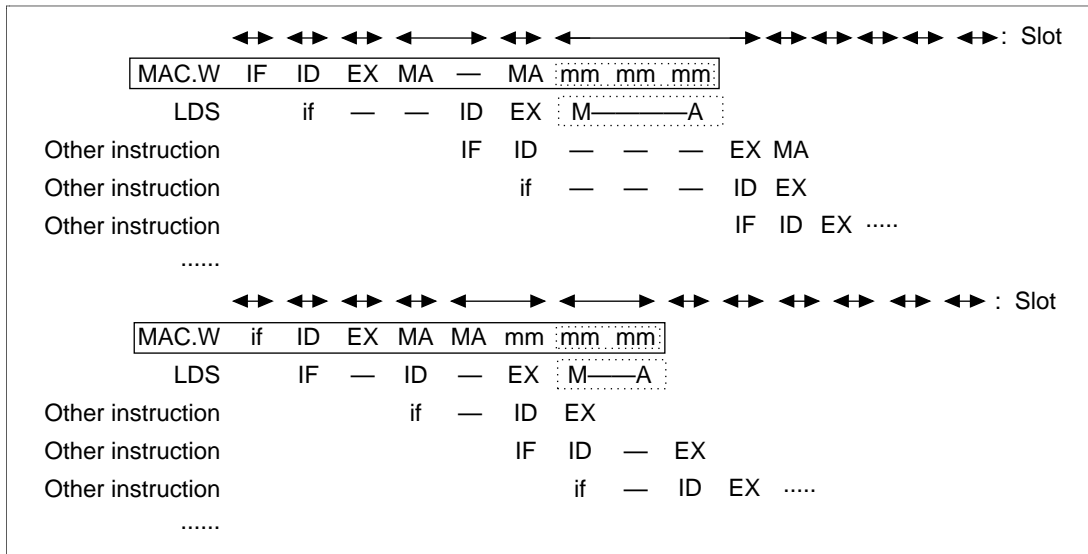 : Slot
MAC.W IF ID EX MA — MA mm mm mm
LDS if — — ID EX M————A
Other instruction IF ID — — — EX MA
Other instruction if — — — ID EX
Other instruction IF ID EX .....
......
: Slot
MAC.W if ID EX MA MA mm mm mm
LDS IF — ID — EX M——A
Other instruction if — ID EX
Other instruction IF ID — EX
Other instruction if — ID EX .....
......